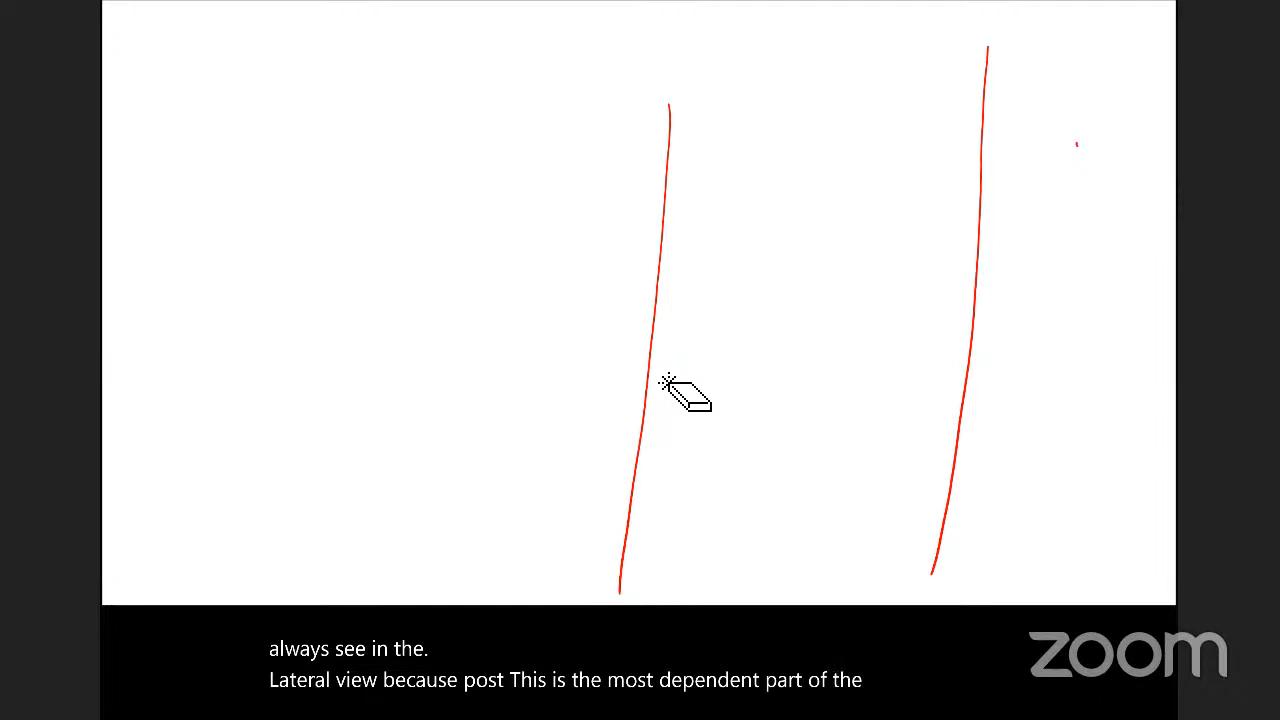 always see in the.
Lateral view because post This is the most dependent part of the
zoom